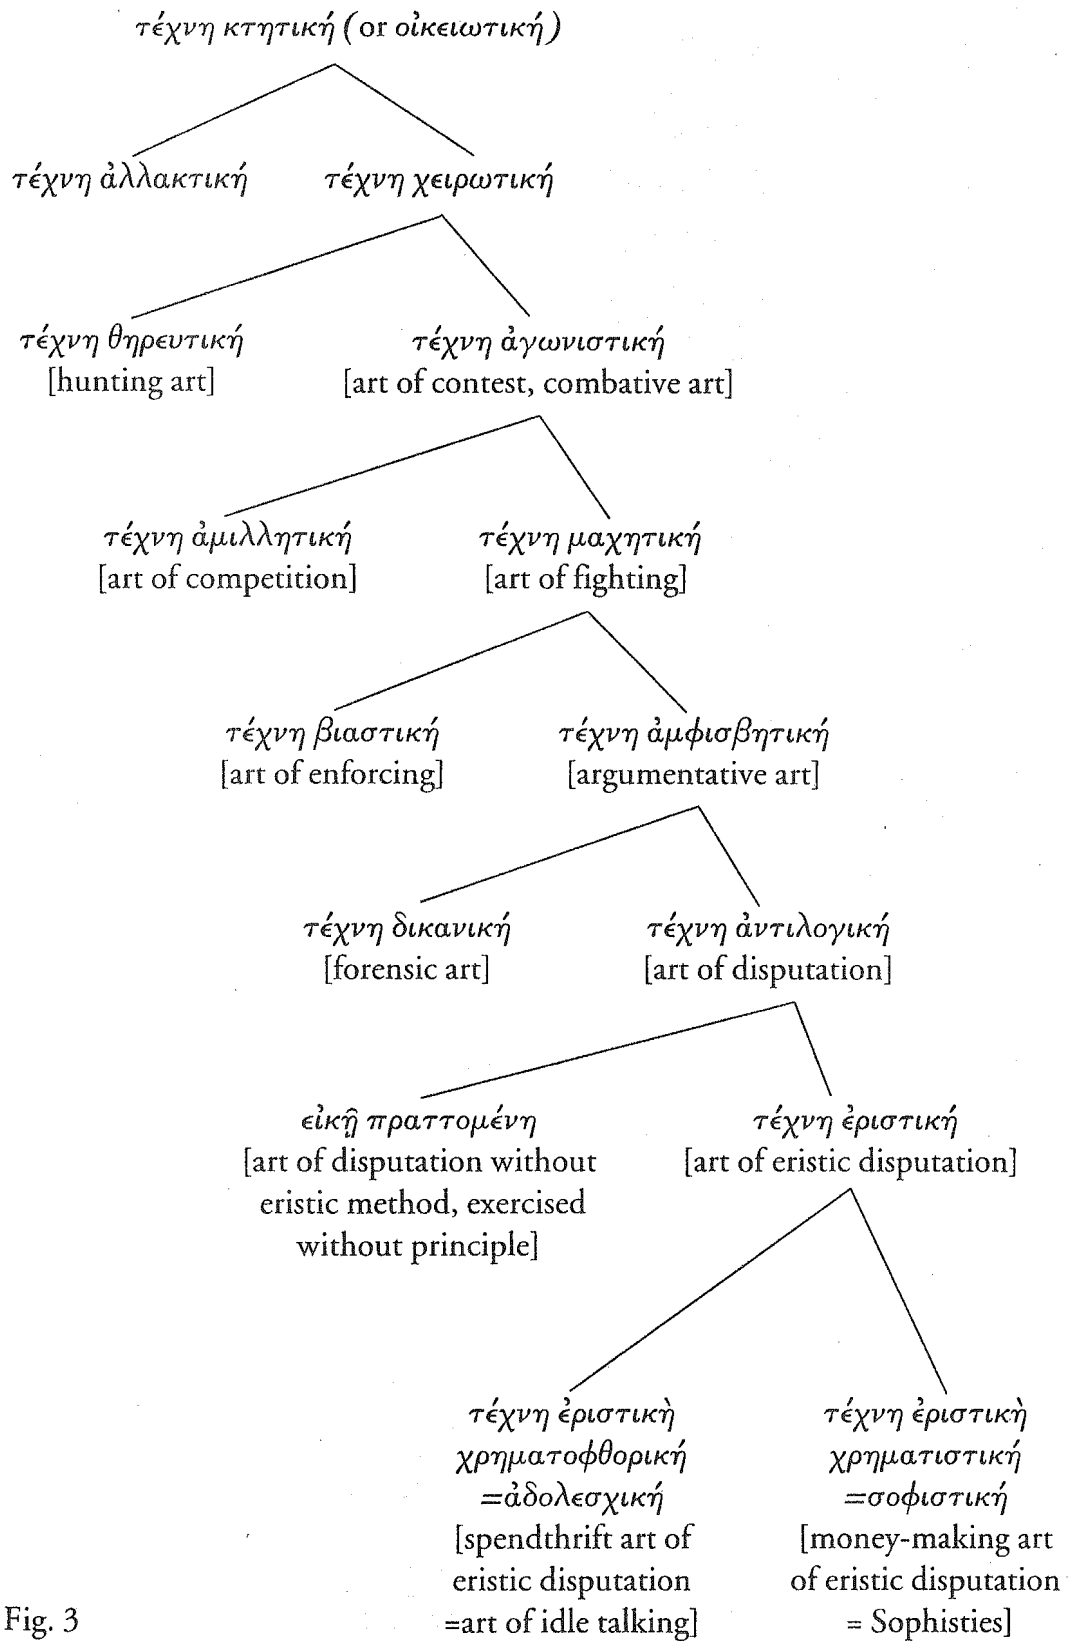 τέχνη κτητική (or οἰκειωτική)
τέχνη ἀλλακτική τέχνη χειρωτική
τέχνη θηρευτική τέχνη ἀγωνιστική
[hunting art] [art of contest, combative art]
τέχνη ἁμιλλητική τέχνη μαχητική
[art of competition] [art of fighting]
τέχνη βιαστική τέχνη ἀμφισβητική
[art of enforcing] [argumentative art]
τέχνη δικανική τέχνη ἀντιλογική
[forensic art] [art of disputation]
εἰκῇ πραττομένη τέχνη ἐριστική
[art of disputation without [art of eristic disputation]
eristic method, exercised
without principle]
τέχνη ἐριστικὴ τέχνη ἐριστικὴ
χρηματοφθορική χρηματιστική
=ἀδολεσχική =σοφιστική
[spendthrift art of [money-making art
eristic disputation of eristic disputation
Fig. 3 =art of idle talking] = Sophisties]